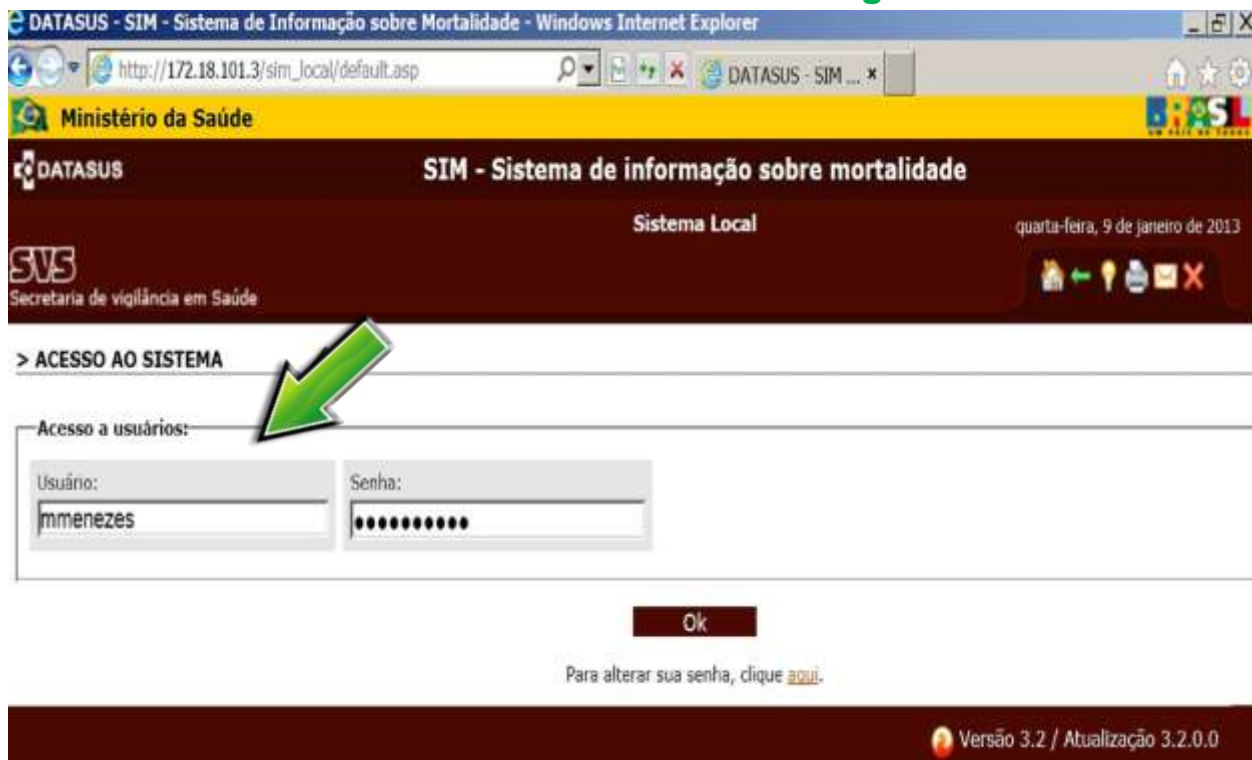 DATASUS - SIM - Sistema de Informação sobre Mortalidade - Windows Internet Explorer
http://172.18.101.3/sim_local/default.asp
DATASUS - SIM ...
Ministério da Saúde
BRASIL
DATASUS
SIM - Sistema de informação sobre mortalidade
Sistema Local
quarta-feira, 9 de janeiro de 2013
SVS
Secretaria de vigilância em Saúde
> ACESSO AO SISTEMA
Acesso a usuários:
Usuário: Senha:
mmenezes ••••••••••
Ok
Para alterar sua senha, clique aqui.
Versão 3.2 / Atualização 3.2.0.0